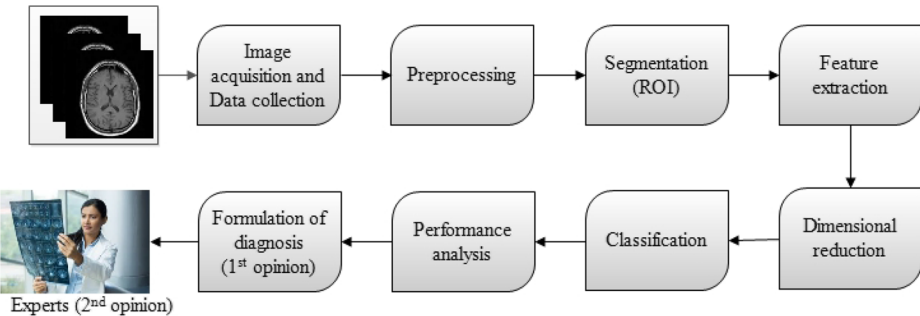 Image
acquisition and
Data collection
Preprocessing
Segmentation
(ROI)
Feature
extraction
Dimensional
reduction
Classification
Performance
analysis
Formulation of
diagnosis
(1st opinion)
Experts (2nd opinion)